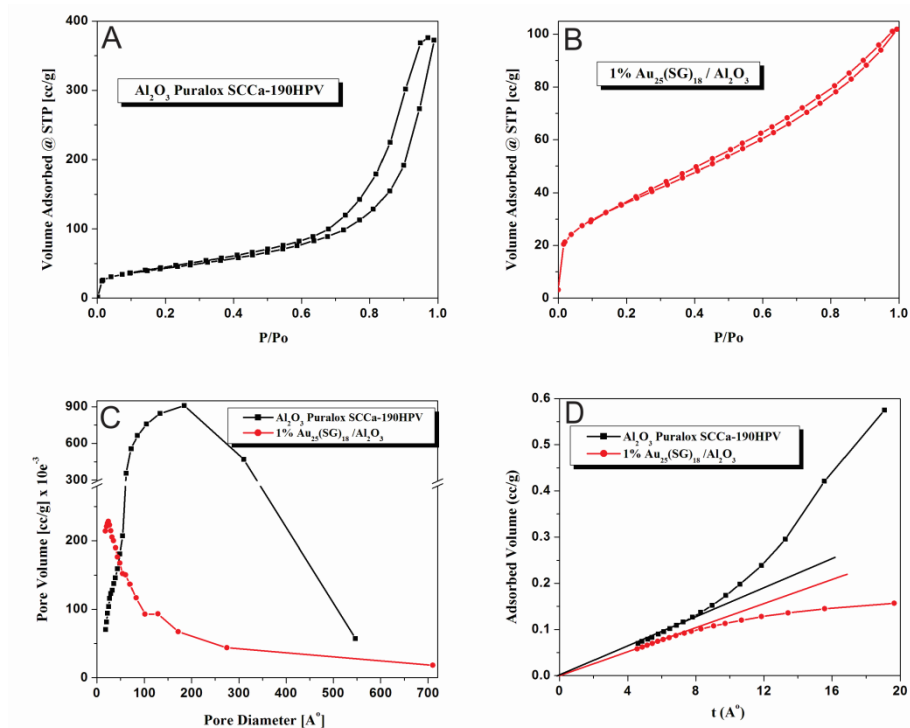 A
Al₂O₃ Puralox SCCa-190HPV
Volume Adsorbed @ STP [cc/g]
400
300
200
100
0
0.0 0.2 0.4 0.6 0.8 1.0
P/Po
B
1% Au₂₅(SG)₁₈ / Al₂O₃
Volume Adsorbed @ STP [cc/g]
100
80
60
40
20
0
0.0 0.2 0.4 0.6 0.8 1.0
P/Po
C
Al₂O₃ Puralox SCCa-190HPV
1% Au₂₅(SG)₁₈ /Al₂O₃
Pore Volume [cc/g] x 10e⁻³
900
750
600
450
300
200
100
0
0 100 200 300 400 500 600 700
Pore Diameter [A°]
D
Al₂O₃ Puralox SCCa-190HPV
1% Au₂₅(SG)₁₈ /Al₂O₃
Adsorbed Volume (cc/g)
0.6
0.5
0.4
0.3
0.2
0.1
0.0
0 4 8 12 16 20
t (A°)